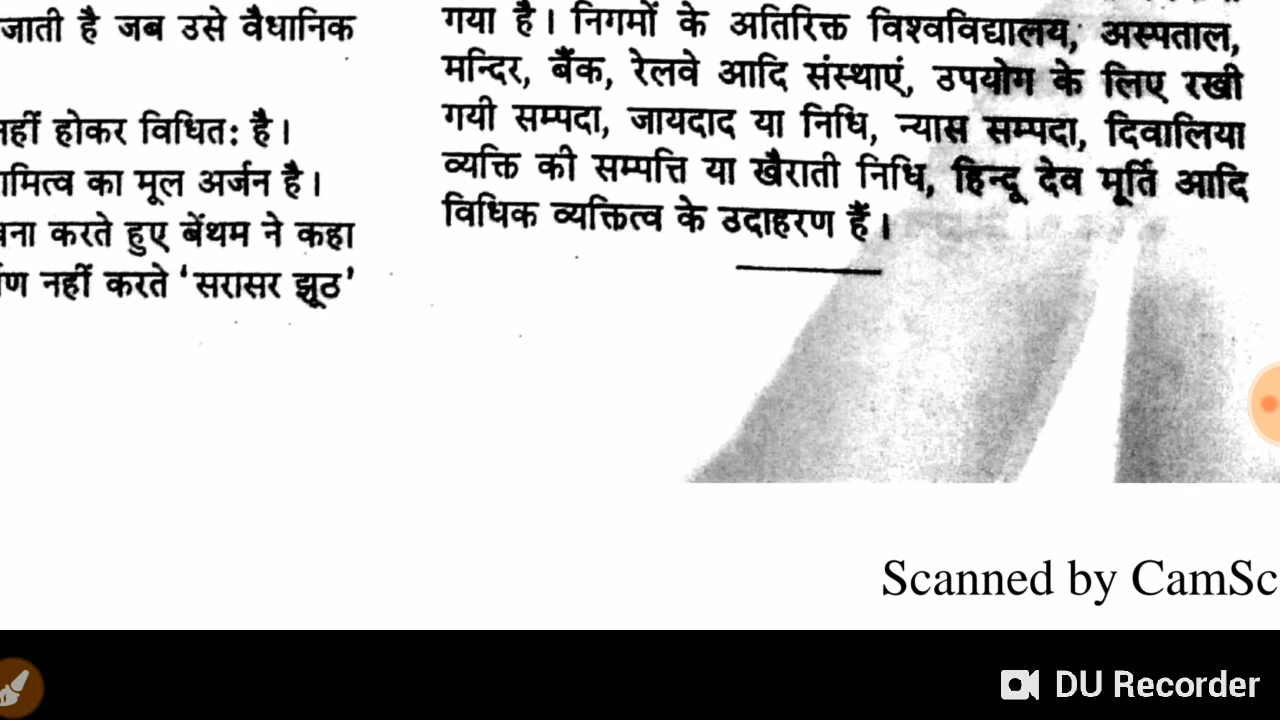 जाती है जब उसे वैधानिक
नहीं होकर विधितः है।
का मूल अर्जन है।
करते हुए बेंथम ने कहा
नहीं करते 'सरासर झूठ'
गया है। निगमों के अतिरिक्त विश्वविद्यालय, अस्पताल,
मन्दिर, बैंक, रेलवे आदि संस्थाएं, उपयोग के लिए रखी
गयी सम्पदा, जायदाद या निधि, न्यास सम्पदा, दिवालिया
व्यक्ति की सम्पत्ति या खैराती निधि, हिन्दू देव मूर्ति आदि
विधिक व्यक्तित्व के उदाहरण हैं।
Scanned by CamSc
DU Recorder